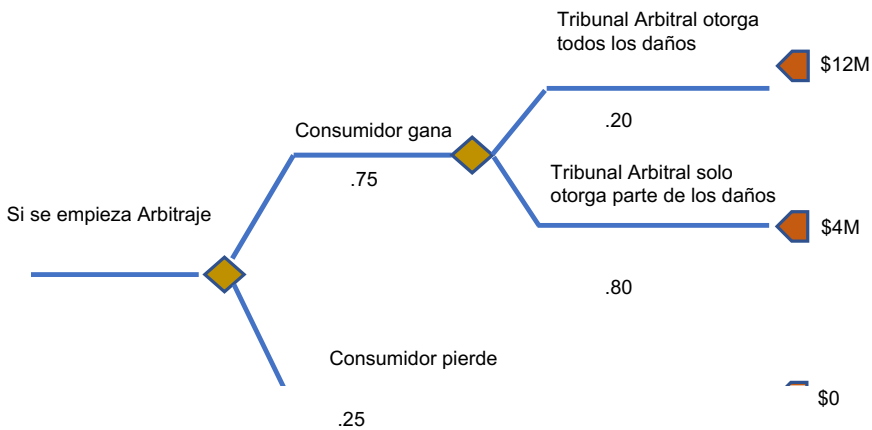 Tribunal Arbitral otorga
todos los daños
$12M
Consumidor gana
.20
.75
Tribunal Arbitral solo
otorga parte de los daños
Si se empieza Arbitraje
$4M
.80
Consumidor pierde
$0
.25